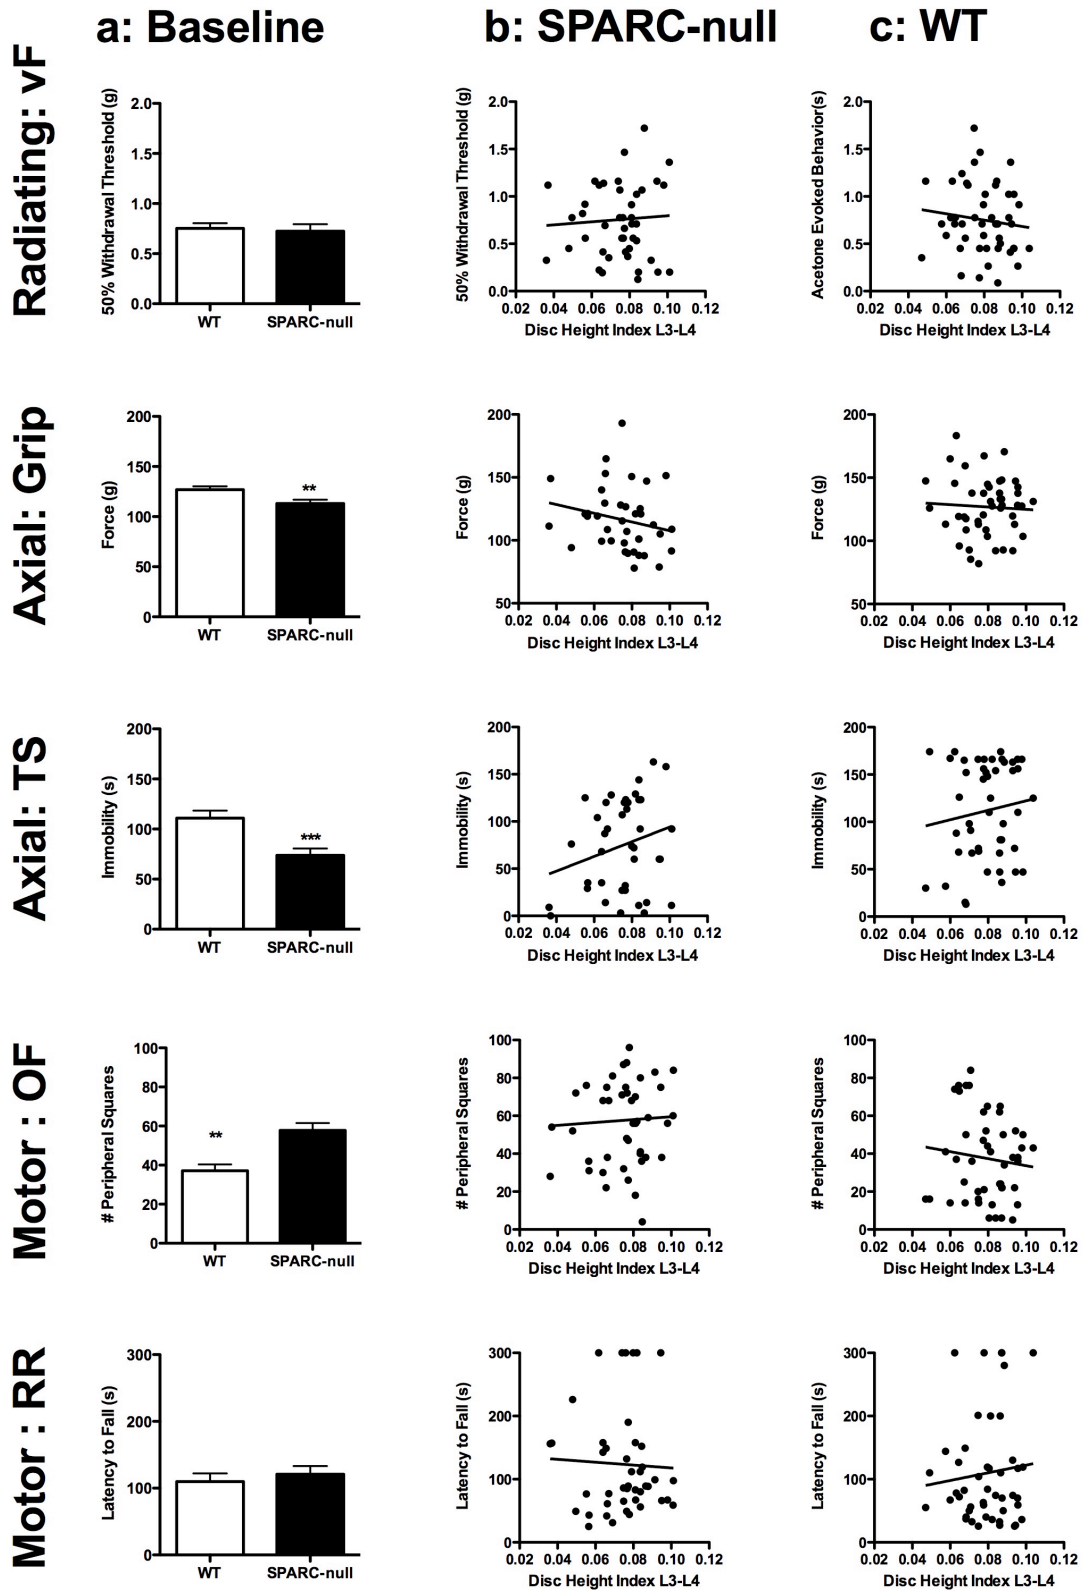 a: Baseline
b: SPARC-null
c: WT
Radiating: vF
50% Withdrawal Threshold (g)
2.0
1.5
1.0
0.5
0.0
WT
SPARC-null
50% Withdrawal Threshold (g)
2.0
1.5
1.0
0.5
0.0
0.02 0.04 0.06 0.08 0.10 0.12
Disc Height Index L3-L4
Acetone Evoked Behavior(s)
2.0
1.5
1.0
0.5
0.0
0.02 0.04 0.06 0.08 0.10 0.12
Disc Height Index L3-L4
Axial: Grip
Force (g)
200
150
100
50
0
**
WT
SPARC-null
Force (g)
200
150
100
50
0.02 0.04 0.06 0.08 0.10 0.12
Disc Height Index L3-L4
Force (g)
200
150
100
50
0.02 0.04 0.06 0.08 0.10 0.12
Disc Height Index L3-L4
Axial: TS
Immobility (s)
200
150
100
50
0
***
WT
SPARC-null
Immobility (s)
200
150
100
50
0
0.02 0.04 0.06 0.08 0.10 0.12
Disc Height Index L3-L4
Immobility (s)
200
150
100
50
0
0.02 0.04 0.06 0.08 0.10 0.12
Disc Height Index L3-L4
Motor : OF
# Peripheral Squares
100
80
60
40
20
0
**
WT
SPARC-null
# Peripheral Squares
100
80
60
40
20
0
0.02 0.04 0.06 0.08 0.10 0.12
Disc Height Index L3-L4
# Peripheral Squares
100
80
60
40
20
0
0.02 0.04 0.06 0.08 0.10 0.12
Disc Height Index L3-L4
Motor : RR
Latency to Fall (s)
300
200
100
0
WT
SPARC-null
Latency to Fall (s)
300
200
100
0
0.02 0.04 0.06 0.08 0.10 0.12
Disc Height Index L3-L4
Latency to Fall (s)
300
200
100
0
0.02 0.04 0.06 0.08 0.10 0.12
Disc Height Index L3-L4